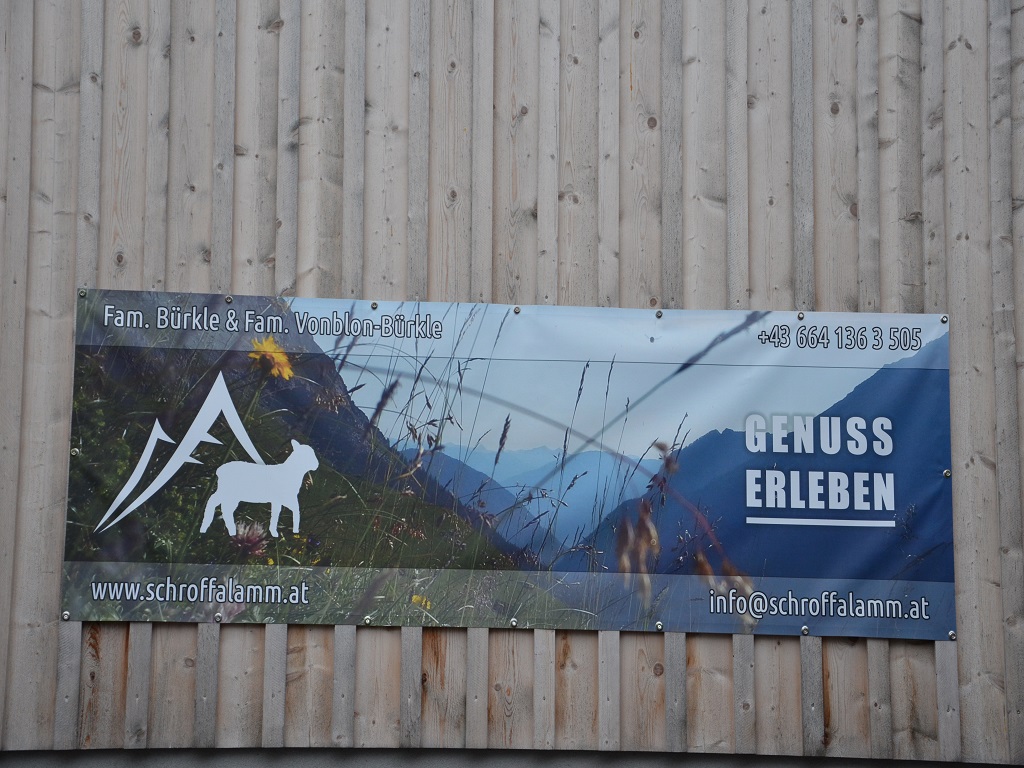 Fam. Bürkle & Fam. Vonblon-Bürkle
+43 664 136 3 505
GENUSS
ERLEBEN
www.schroffalamm.at
info@schroffalamm.at